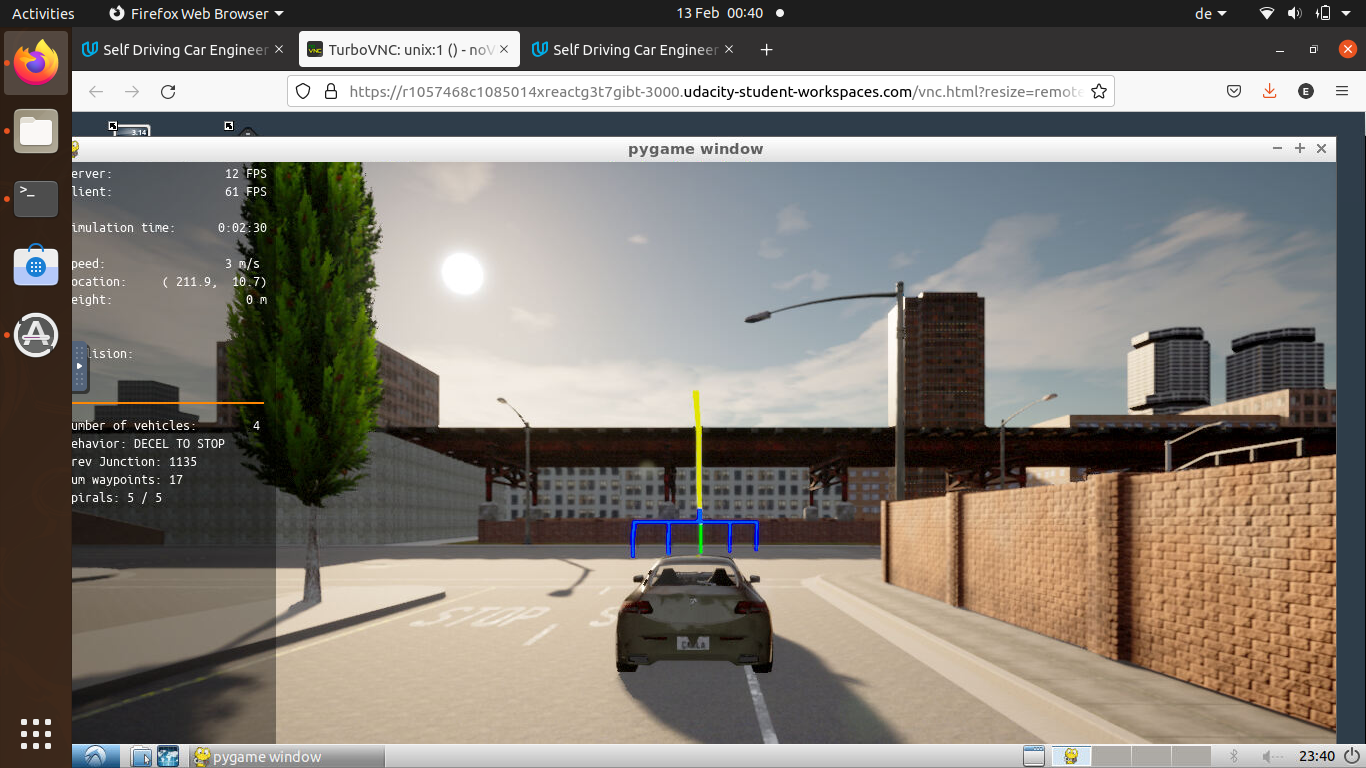 Activities
Firefox Web Browser
13 Feb 00:40
de
Self Driving Car Engineer
TurboVNC: unix:1 () - noV
Self Driving Car Engineer
https://r1057468c1085014xreactg3t7gibt-3000.udacity-student-workspaces.com/vnc.html?resize=remote
E
3.14
pygame window
erver: 12 FPS
lient: 61 FPS
imulation time: 0:02:30
peed: 3 m/s
ocation: ( 211.9, 10.7)
eight: 0 m
lision:
umber of vehicles: 4
ehavior: DECEL TO STOP
rev Junction: 1135
um waypoints: 17
pirals: 5 / 5
STOP
S
pygame window
23:40